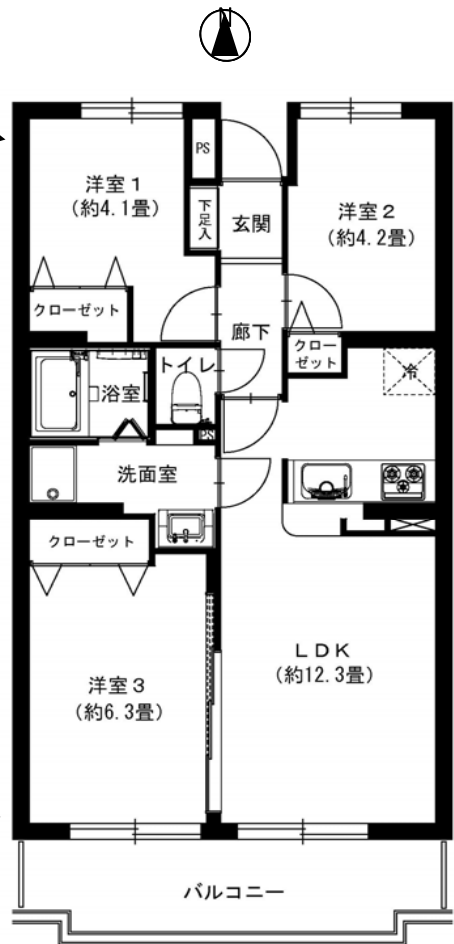 PS
洋室1
(約4.1畳)
下足入
玄関
洋室2
(約4.2畳)
クローゼット
廊下
クロー
ゼット
トイレ
冷
浴室
PS
洗面室
クローゼット
LDK
(約12.3畳)
洋室3
(約6.3畳)
バルコニー